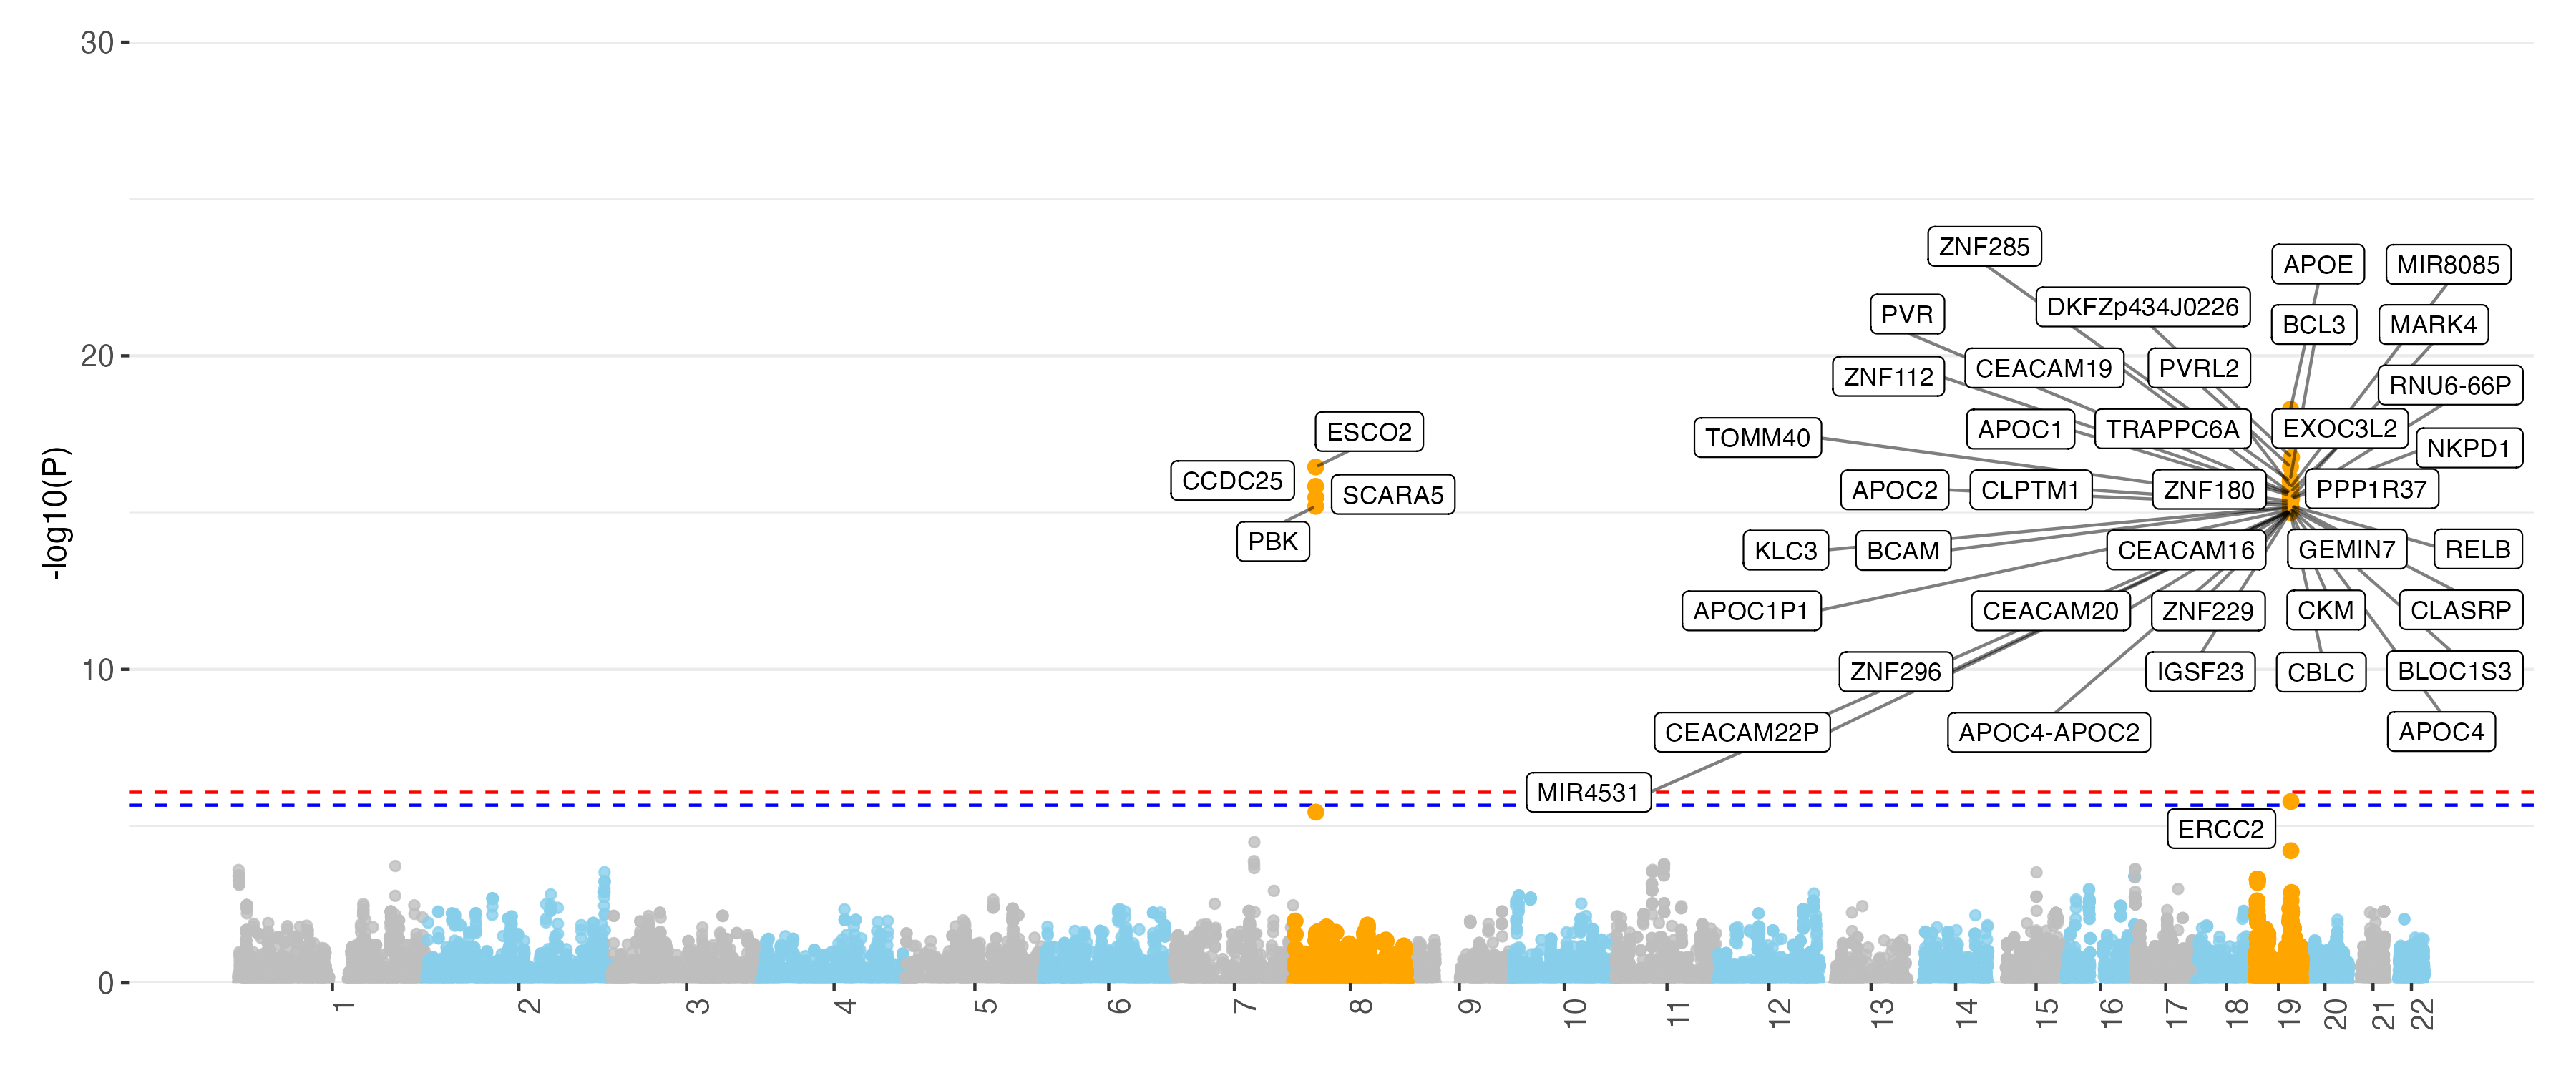 30
ZNF285
APOE
MIR8085
DKFZp434J0226
PVR
BCL3
MARK4
20
CEACAM19
PVRL2
ZNF112
RNU6-66P
ESCO2
APOC1
TRAPPC6A
EXOC3L2
TOMM40
NKPD1
CCDC25
SCARA5
APOC2
CLPTM1
ZNF180
PPP1R37
-log10(P)
PBK
KLC3
BCAM
CEACAM16
GEMIN7
RELB
APOC1P1
CEACAM20
ZNF229
CKM
CLASRP
10
ZNF296
IGSF23
CBLC
BLOC1S3
CEACAM22P
APOC4-APOC2
APOC4
MIR4531
ERCC2
0
1
2
3
4
5
6
7
8
9
10
11
12
13
14
15
16
17
18
19
20
21
22